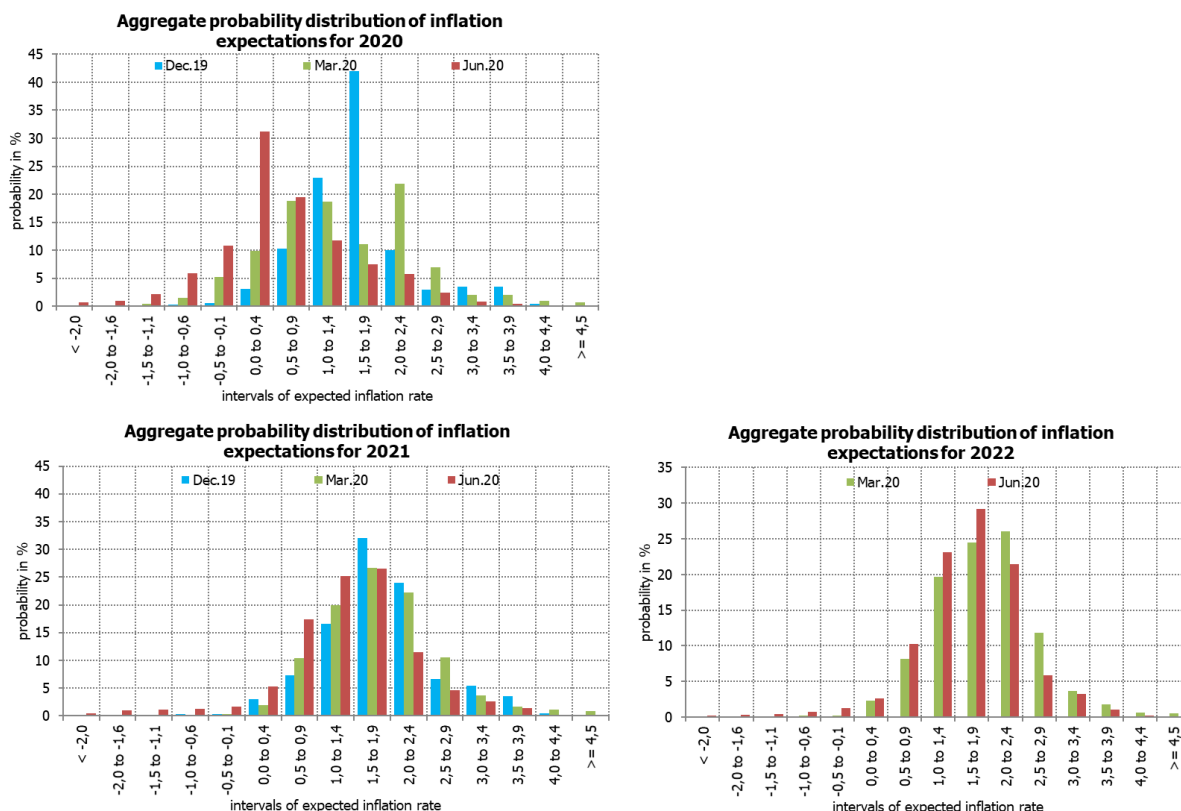 Aggregate probability distribution of inflation
expectations for 2020
Dec.19 Mar.20 Jun.20
45
40
35
30
25
20
15
10
5
0
probability in %
< -2,0
-2,0 to -1,6
-1,5 to -1,1
-1,0 to -0,6
-0,5 to -0,1
0,0 to 0,4
0,5 to 0,9
1,0 to 1,4
1,5 to 1,9
2,0 to 2,4
2,5 to 2,9
3,0 to 3,4
3,5 to 3,9
4,0 to 4,4
>= 4,5
intervals of expected inflation rate
Aggregate probability distribution of inflation
expectations for 2021
Dec.19 Mar.20 Jun.20
45
40
35
30
25
20
15
10
5
0
probability in %
< -2,0
-2,0 to -1,6
-1,5 to -1,1
-1,0 to -0,6
-0,5 to -0,1
0,0 to 0,4
0,5 to 0,9
1,0 to 1,4
1,5 to 1,9
2,0 to 2,4
2,5 to 2,9
3,0 to 3,4
3,5 to 3,9
4,0 to 4,4
>= 4,5
intervals of expected inflation rate
Aggregate probability distribution of inflation
expectations for 2022
Mar.20 Jun.20
35
30
25
20
15
10
5
0
probability in %
< -2,0
-2,0 to -1,6
-1,5 to -1,1
-1,0 to -0,6
-0,5 to -0,1
0,0 to 0,4
0,5 to 0,9
1,0 to 1,4
1,5 to 1,9
2,0 to 2,4
2,5 to 2,9
3,0 to 3,4
3,5 to 3,9
4,0 to 4,4
>= 4,5
intervals of expected inflation rate